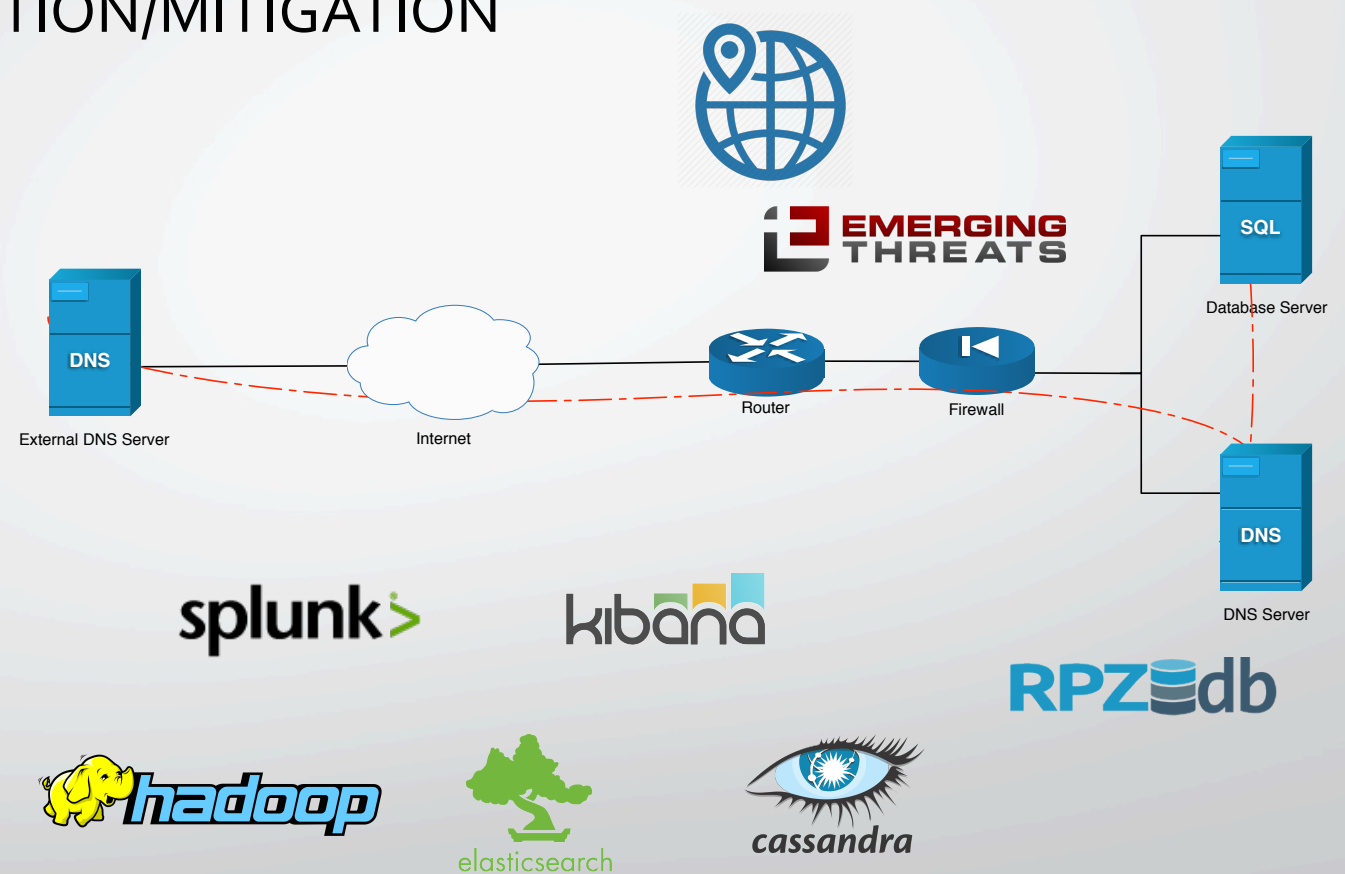 TION/MITIGATION
EMERGING
THREATS
SQL
Database Server
DNS
External DNS Server
Internet
Router
Firewall
DNS
DNS Server
splunk>
kibana
RPZdb
hadoop
elasticsearch
cassandra